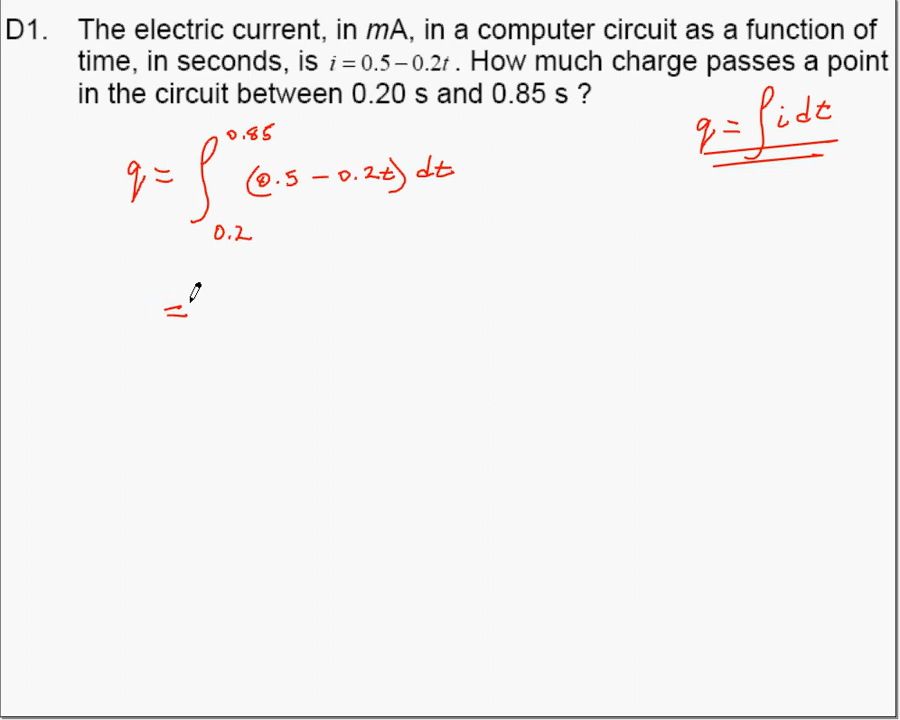 D1. The electric current, in mA, in a computer circuit as a function of
time, in seconds, is i = 0.5 – 0.2t . How much charge passes a point
in the circuit between 0.20 s and 0.85 s ?
q = ∫ i dt
q = ∫ 0.85 0.2 (0.5 – 0.2t) dt
=